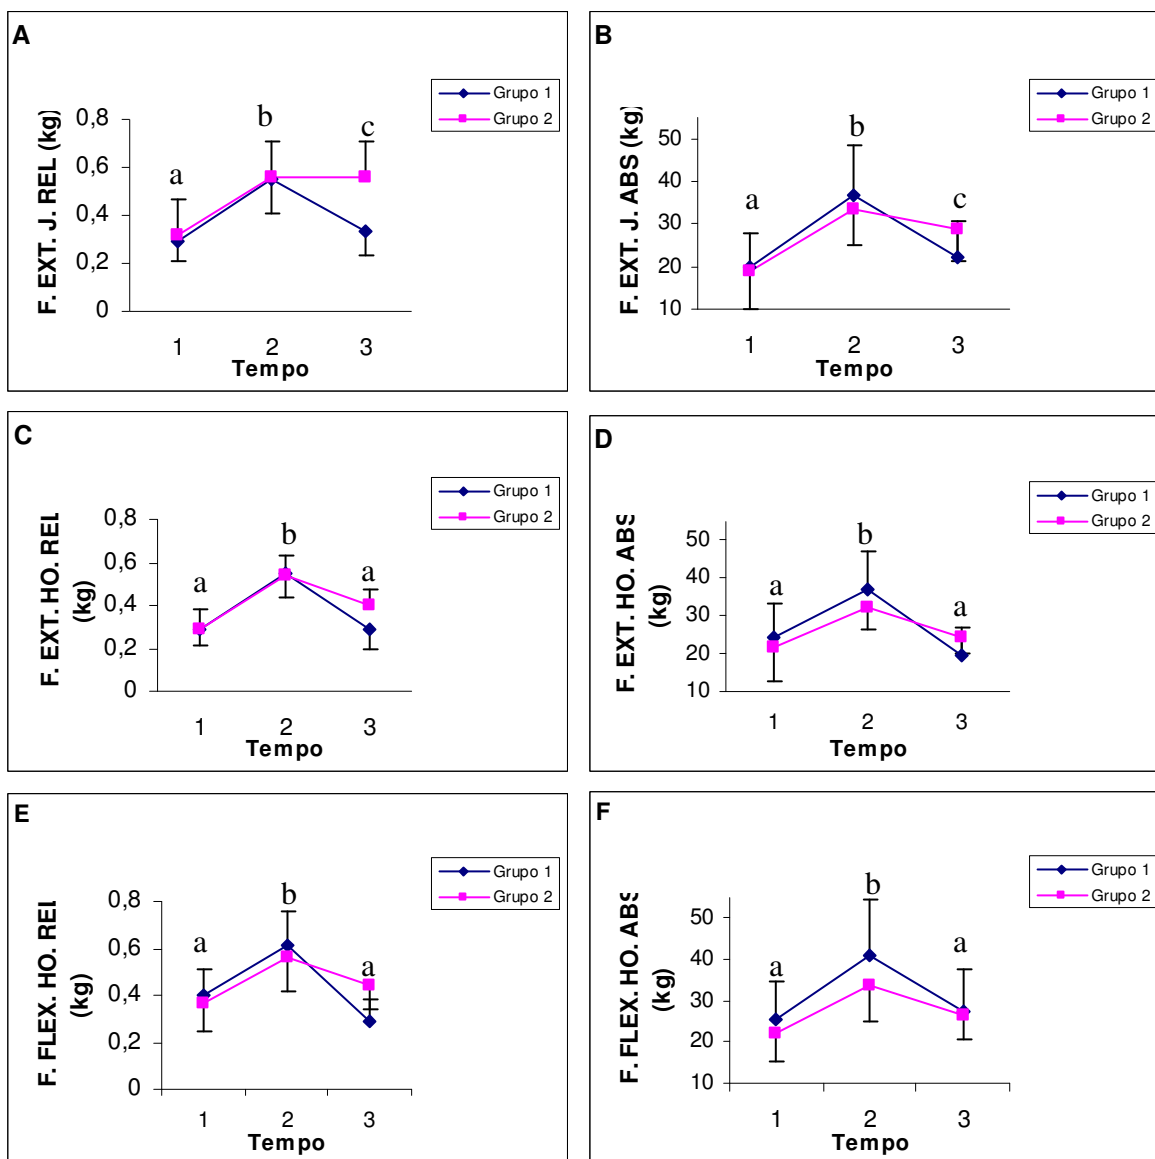 A
Grupo 1
Grupo 2
F. EXT. J. REL (kg)
0,8
0,6
0,4
0,2
0
a
b
c
1 2 3
Tempo
B
Grupo 1
Grupo 2
F. EXT. J. ABS (kg)
50
40
30
20
10
a
b
c
1 2 3
Tempo
C
Grupo 1
Grupo 2
F. EXT. HO. REL
(kg)
0,8
0,6
0,4
0,2
0
a
b
a
1 2 3
Tempo
D
Grupo 1
Grupo 2
F. EXT. HO. ABS
(kg)
50
40
30
20
10
a
b
a
1 2 3
Tempo
E
Grupo 1
Grupo 2
F. FLEX. HO. REL
(kg)
0,8
0,6
0,4
0,2
0
a
b
a
1 2 3
Tempo
F
Grupo 1
Grupo 2
F. FLEX. HO. ABS
(kg)
50
40
30
20
10
a
b
a
1 2 3
Tempo